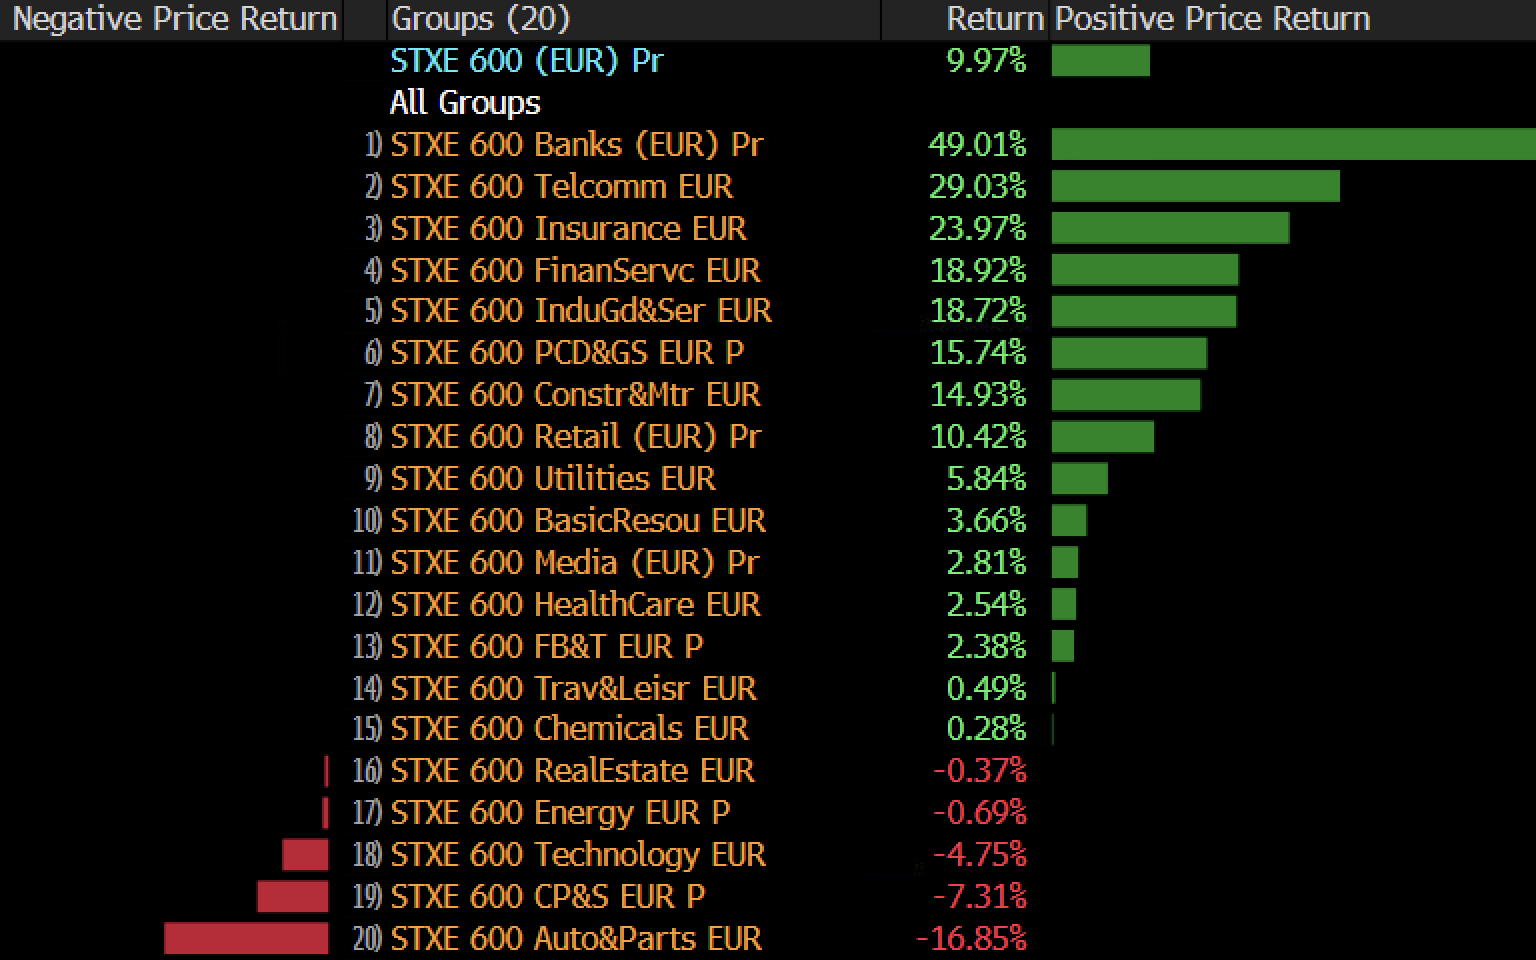 Negative Price Return Groups (20) Return Positive Price Return
STXE 600 (EUR) Pr 9.97%
All Groups
1) STXE 600 Banks (EUR) Pr 49.01%
2) STXE 600 Telcomm EUR 29.03%
3) STXE 600 Insurance EUR 23.97%
4) STXE 600 FinanServc EUR 18.92%
5) STXE 600 InduGd&Ser EUR 18.72%
6) STXE 600 PCD&GS EUR P 15.74%
7) STXE 600 Constr&Mtr EUR 14.93%
8) STXE 600 Retail (EUR) Pr 10.42%
9) STXE 600 Utilities EUR 5.84%
10) STXE 600 BasicResou EUR 3.66%
11) STXE 600 Media (EUR) Pr 2.81%
12) STXE 600 HealthCare EUR 2.54%
13) STXE 600 FB&T EUR P 2.38%
14) STXE 600 Trav&Leisr EUR 0.49%
15) STXE 600 Chemicals EUR 0.28%
16) STXE 600 RealEstate EUR -0.37%
17) STXE 600 Energy EUR P -0.69%
18) STXE 600 Technology EUR -4.75%
19) STXE 600 CP&S EUR P -7.31%
20) STXE 600 Auto&Parts EUR -16.85%